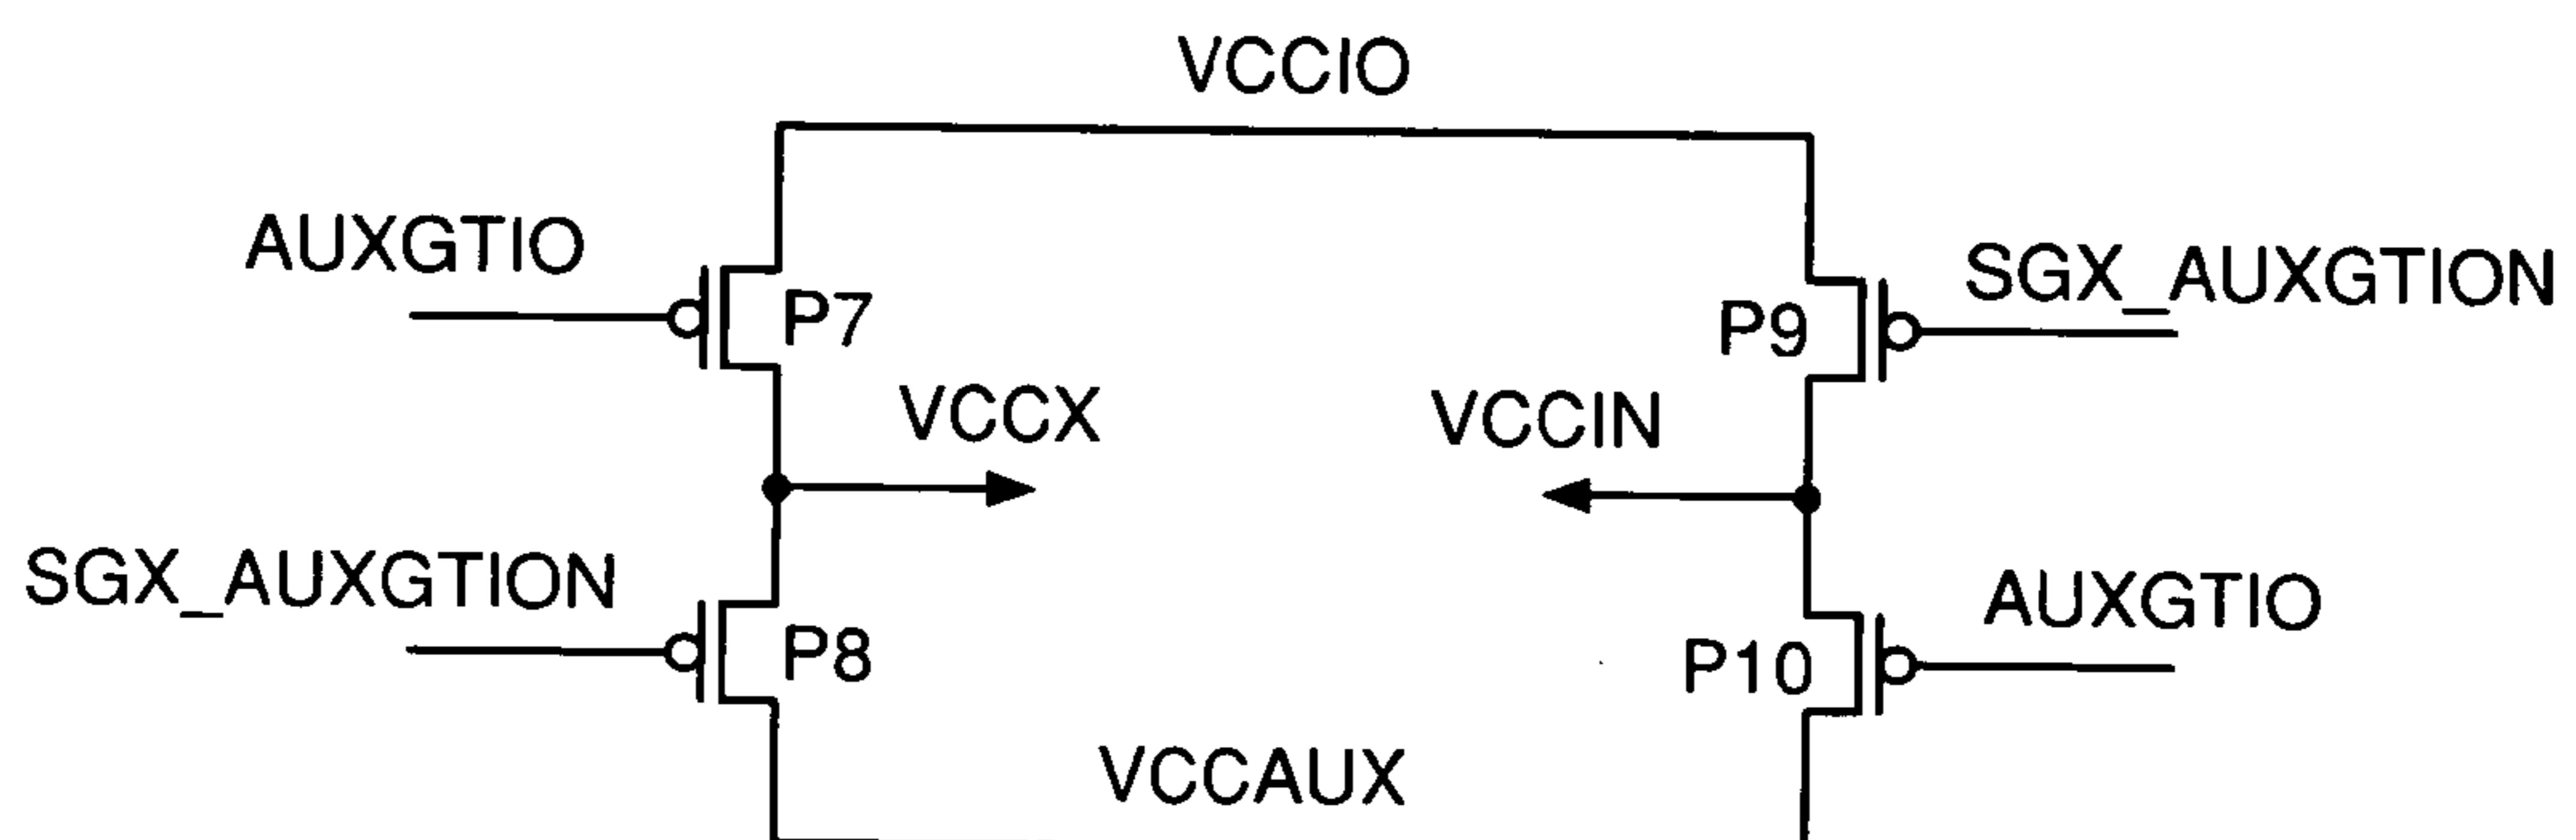 VCCIO
AUXGTIO
SGX_AUXGTION
P7
P9
VCCX
VCCIN
SGX_AUXGTION
AUXGTIO
P8
P10
VCCAUX